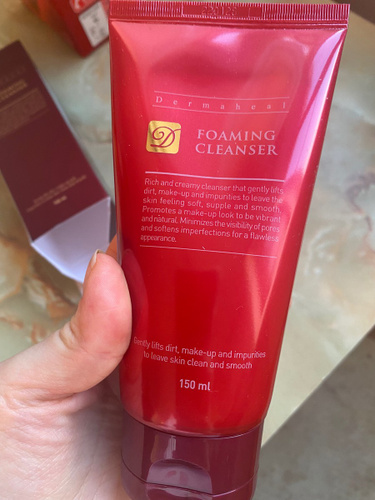 Dermaheal
D
FOAMING
CLEANSER
Rich and creamy cleanser that gently lifts
dirt, make-up and impurities to leave the
skin feeling soft, supple and smooth.
Promotes a make-up look to be vibrant
and natural. Minimizes the visibility of pores
and softens imperfections for a flawless
appearance.
Gently lifts dirt, make-up and impurities
to leave skin clean and smooth
150 ml